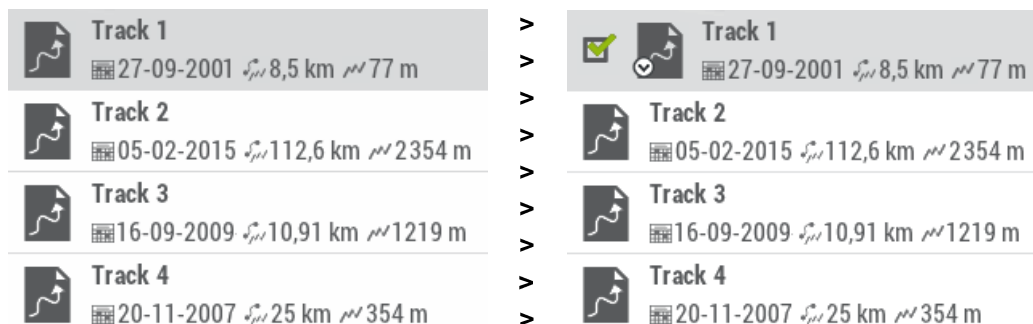 Track 1
27-09-2001 8,5 km 77 m
Track 2
05-02-2015 112,6 km 2354 m
Track 3
16-09-2009 10,91 km 1219 m
Track 4
20-11-2007 25 km 354 m
>
>
>
>
>
>
>
>
>
Track 1
27-09-2001 8,5 km 77 m
Track 2
05-02-2015 112,6 km 2354 m
Track 3
16-09-2009 10,91 km 1219 m
Track 4
20-11-2007 25 km 354 m